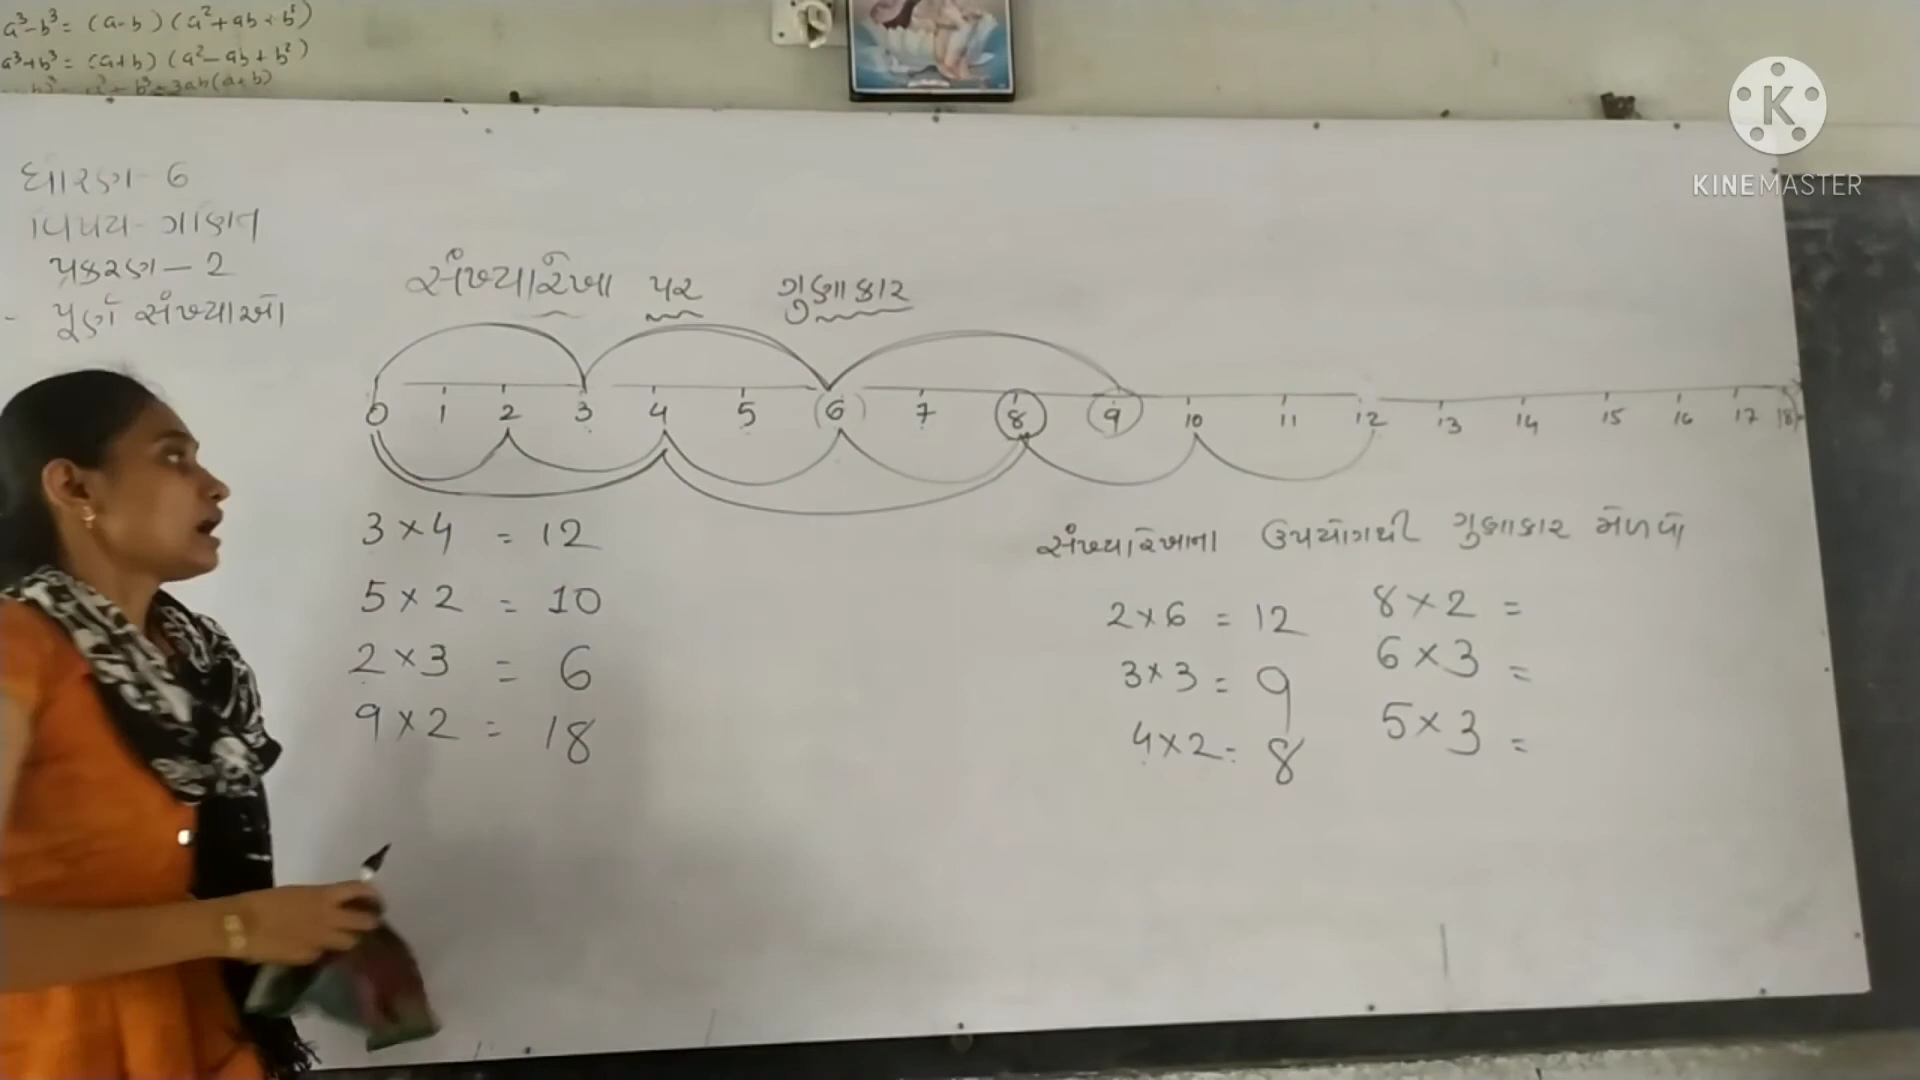 a³-b³ = (a-b) (a²+ab+b²)
a³+b³ = (a+b) (a²-ab+b²)
KINEMASTER
ધોરણ - 6
વિષય - ગણિત
પ્રકરણ - 2
- પૂર્ણ સંખ્યાઓ
સંખ્યારેખા પર ગુણાકાર
0 1 2 3 4 5 (6) 7 8 9 10 11 12 13 14 15 16 17 18
3 × 4 = 12
5 × 2 = 10
2 × 3 = 6
9 × 2 = 18
સંખ્યારેખાના ઉપયોગથી ગુણાકાર મેળવો
2 × 6 = 12
3 × 3 = 9
4 × 2 = 8
8 × 2 =
6 × 3 =
5 × 3 =